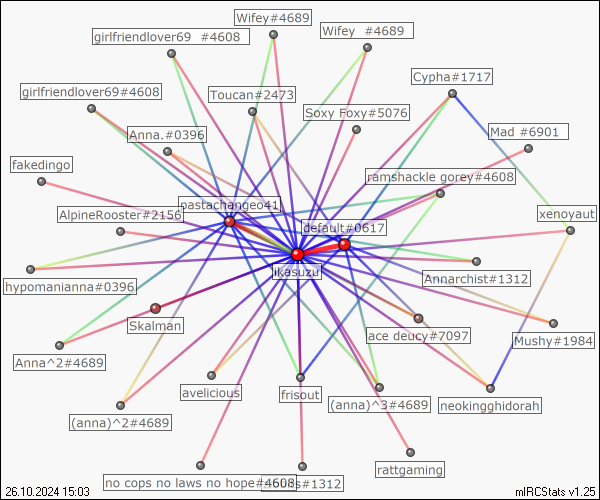 Wifey#4689
Wifey  #4689
girlfriendlover69  #4608
Cypha#1717
girlfriendlover69#4608
Toucan#2473
Soxy Foxy#5076
Anna.#0396
Mad #6901
fakedingo
ramshackle gorey#4608
pastachangeo41
AlpineRooster#2156
xenoyaut
default#0617
likasuzu
Annarchist#1312
hypomanianna#0396
Skalman
ace deucy#7097
Mushy#1984
Anna^2#4689
avelicious
frisout
(anna)^3#4689
neokingghidorah
(anna)^2#4689
rattgaming
no cops no laws no hope#4608
#1312
26.10.2024 15:03
mIRCStats v1.25